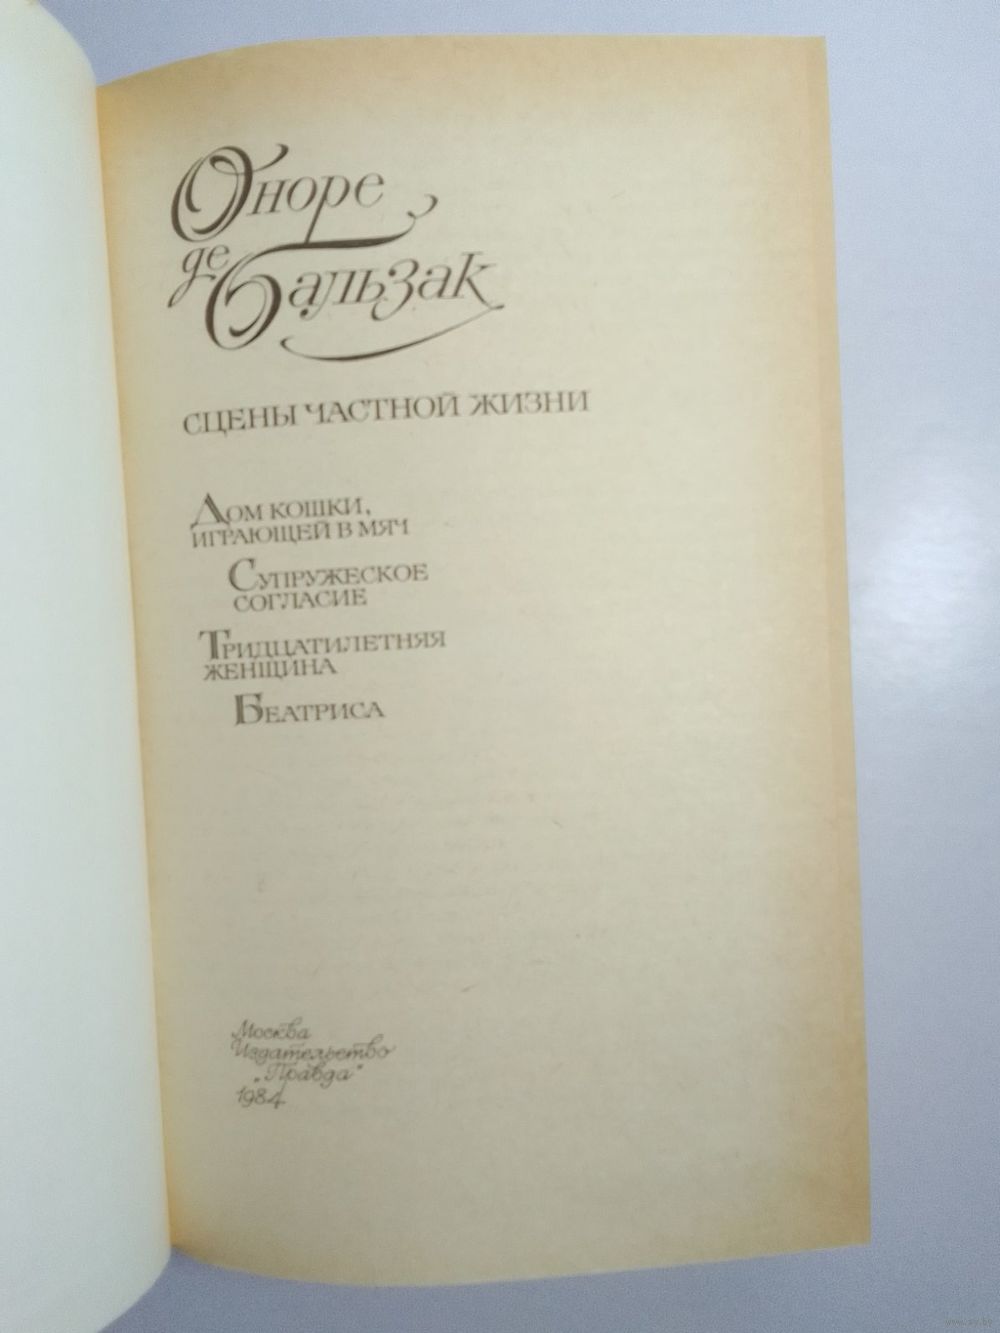 Оноре
де Бальзак
СЦЕНЫ ЧАСТНОЙ ЖИЗНИ
ДОМ КОШКИ,
ИГРАЮЩЕЙ В МЯЧ
СУПРУЖЕСКОЕ
СОГЛАСИЕ
ТРИДЦАТИЛЕТНЯЯ
ЖЕНЩИНА
БЕАТРИСА
Москва
Издательство
„Правда“
1984